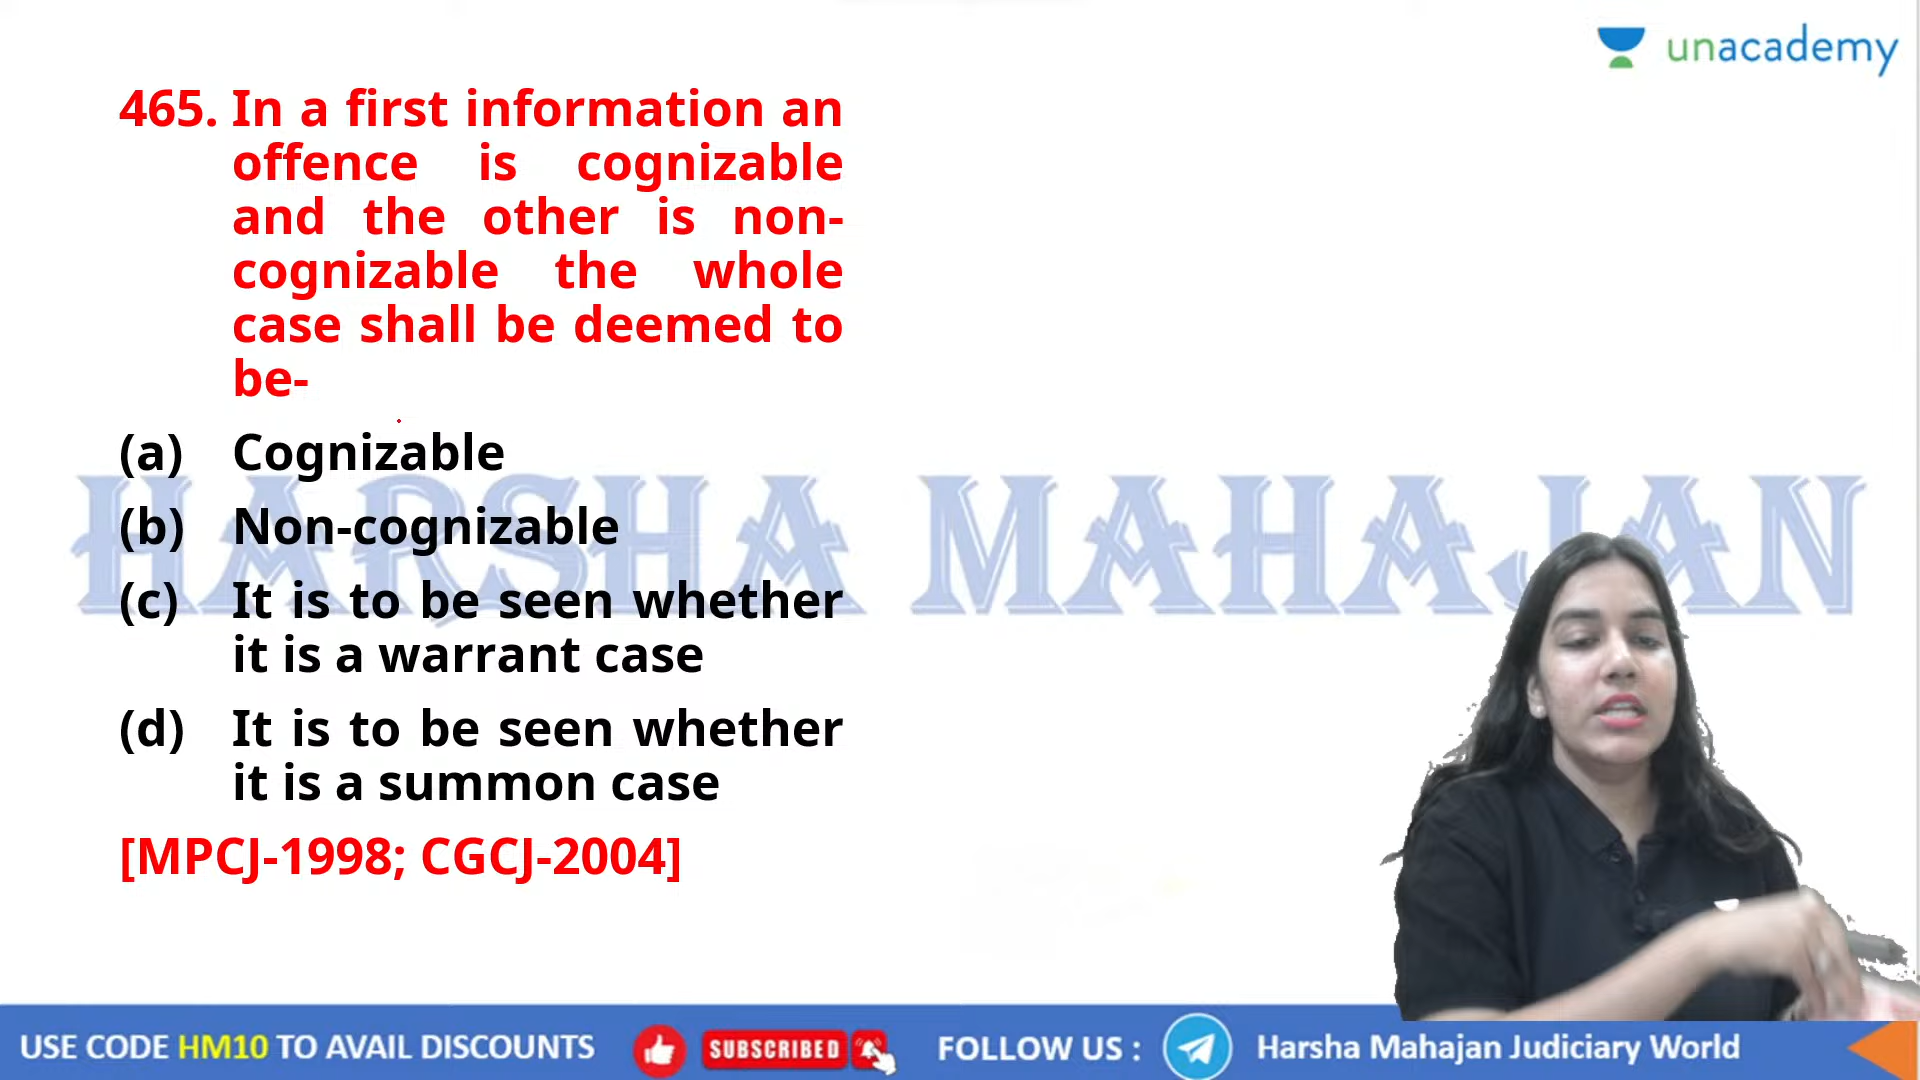 unacademy
465. In a first information an
offence is cognizable
and the other is non-
cognizable the whole
case shall be deemed to
be-
(a) Cognizable
HARSHA MAHAJAN
(b) Non-cognizable
(c) It is to be seen whether
it is a warrant case
(d) It is to be seen whether
it is a summon case
[MPCJ-1998; CGCJ-2004]
USE CODE HM10 TO AVAIL DISCOUNTS SUBSCRIBED FOLLOW US : Harsha Mahajan Judiciary World